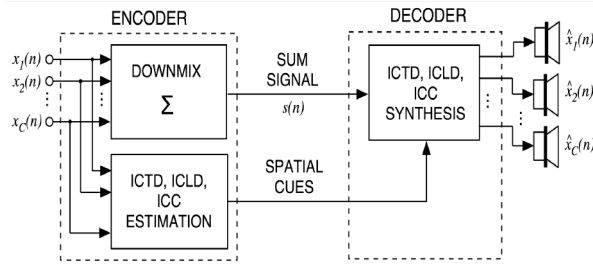 ENCODER
DECODER
x1(n)
x2(n)
xC(n)
DOWNMIX
Σ
SUM
SIGNAL
s(n)
ICTD, ICLD,
ICC
SYNTHESIS
x̂1(n)
x̂2(n)
x̂C(n)
ICTD, ICLD,
ICC
ESTIMATION
SPATIAL
CUES